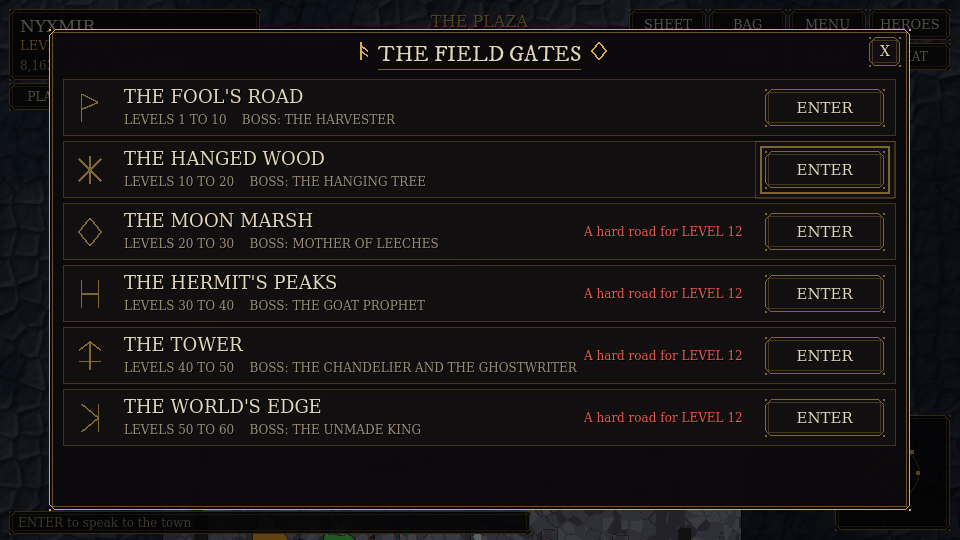 NYXMIR
THE PLAZA
SHEET
BAG
MENU
HEROES
THE FIELD GATES
X
THE FOOL'S ROAD
LEVELS 1 TO 10 BOSS: THE HARVESTER
ENTER
THE HANGED WOOD
LEVELS 10 TO 20 BOSS: THE HANGING TREE
ENTER
THE MOON MARSH
LEVELS 20 TO 30 BOSS: MOTHER OF LEECHES
A hard road for LEVEL 12
ENTER
THE HERMIT'S PEAKS
LEVELS 30 TO 40 BOSS: THE GOAT PROPHET
A hard road for LEVEL 12
ENTER
THE TOWER
LEVELS 40 TO 50 BOSS: THE CHANDELIER AND THE GHOSTWRITER
A hard road for LEVEL 12
ENTER
THE WORLD'S EDGE
LEVELS 50 TO 60 BOSS: THE UNMADE KING
A hard road for LEVEL 12
ENTER
ENTER to speak to the town